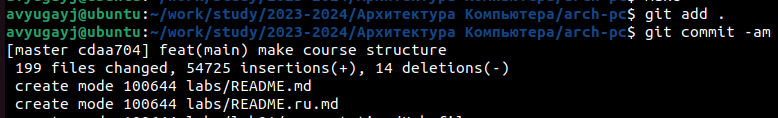 avyugayj@ubuntu:~/work/study/2023-2024/Архитектура Компьютера/arch-pc$ git add .
avyugayj@ubuntu:~/work/study/2023-2024/Архитектура Компьютера/arch-pc$ git commit -am
[master cdaa704] feat(main) make course structure
199 files changed, 54725 insertions(+), 14 deletions(-)
create mode 100644 labs/README.md
create mode 100644 labs/README.ru.md